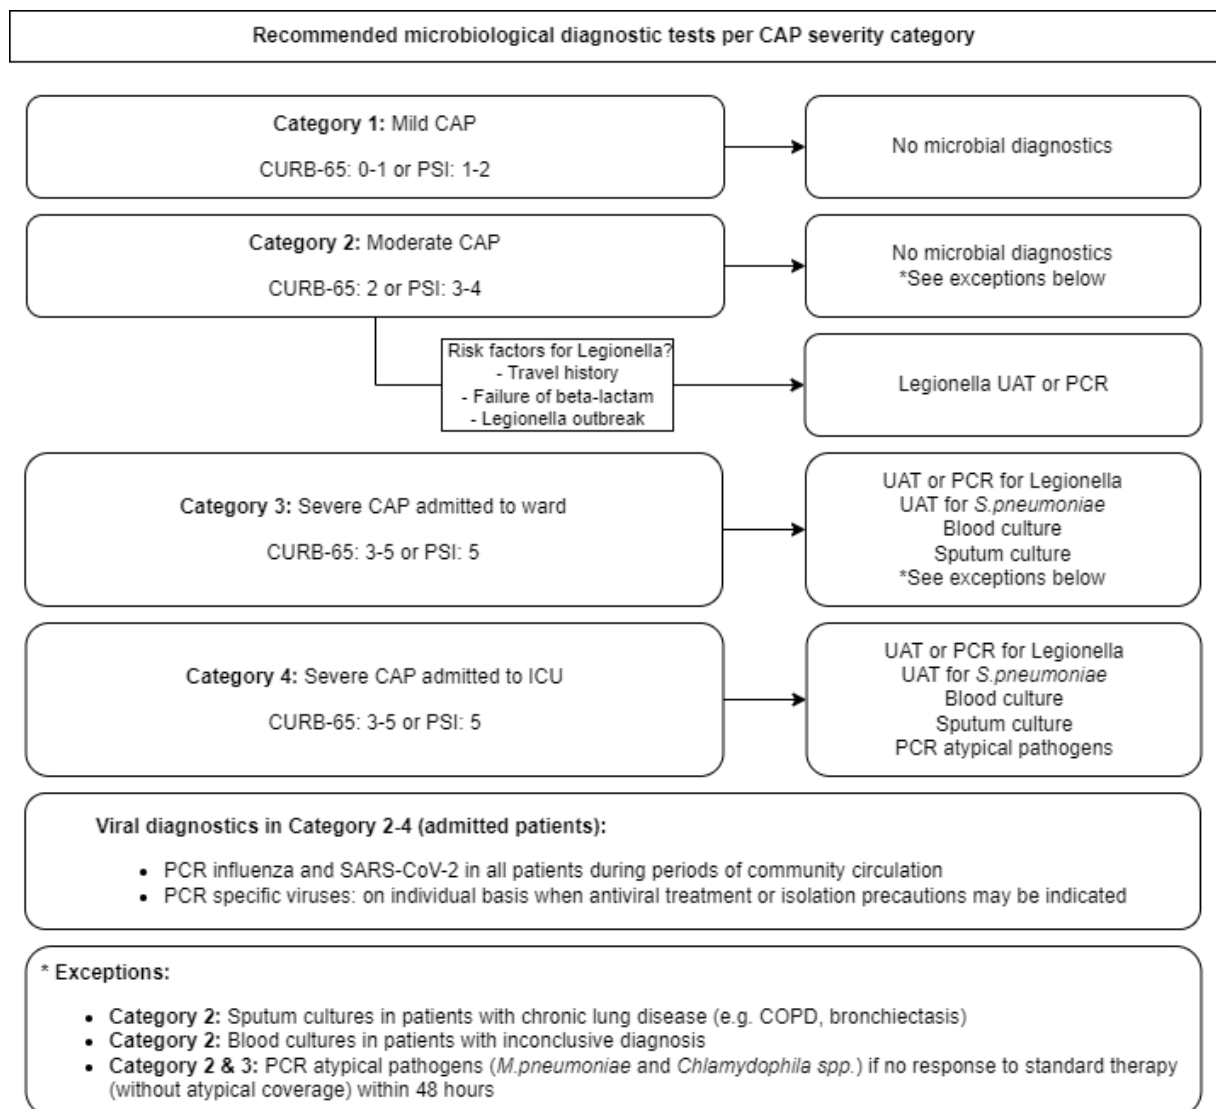 Recommended microbiological diagnostic tests per CAP severity category
Category 1: Mild CAP
CURB-65: 0-1 or PSI: 1-2
No microbial diagnostics
Category 2: Moderate CAP
CURB-65: 2 or PSI: 3-4
No microbial diagnostics
*See exceptions below
Risk factors for Legionella?
- Travel history
- Failure of beta-lactam
- Legionella outbreak
Legionella UAT or PCR
Category 3: Severe CAP admitted to ward
CURB-65: 3-5 or PSI: 5
UAT or PCR for Legionella
UAT for S.pneumoniae
Blood culture
Sputum culture
*See exceptions below
Category 4: Severe CAP admitted to ICU
CURB-65: 3-5 or PSI: 5
UAT or PCR for Legionella
UAT for S.pneumoniae
Blood culture
Sputum culture
PCR atypical pathogens
Viral diagnostics in Category 2-4 (admitted patients):
• PCR influenza and SARS-CoV-2 in all patients during periods of community circulation
• PCR specific viruses: on individual basis when antiviral treatment or isolation precautions may be indicated
* Exceptions:
• Category 2: Sputum cultures in patients with chronic lung disease (e.g. COPD, bronchiectasis)
• Category 2: Blood cultures in patients with inconclusive diagnosis
• Category 2 & 3: PCR atypical pathogens (M.pneumoniae and Chlamydophila spp.) if no response to standard therapy
(without atypical coverage) within 48 hours